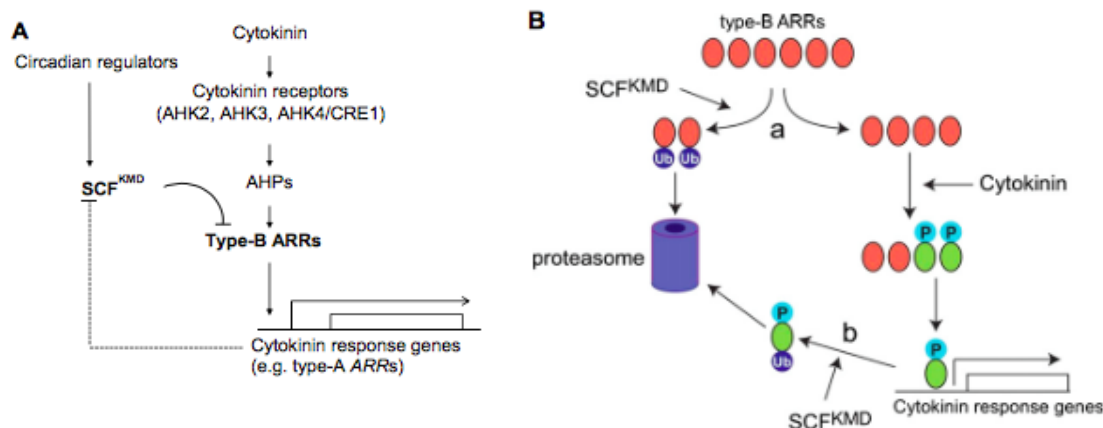 A
Cytokinin
Circadian regulators
Cytokinin receptors
(AHK2, AHK3, AHK4/CRE1)
AHPs
SCF^KMD
Type-B ARRs
Cytokinin response genes
(e.g. type-A ARRs)
B
type-B ARRs
SCF^KMD
a
Ub Ub
Cytokinin
P P
proteasome
P
b
P
Ub
SCF^KMD
Cytokinin response genes